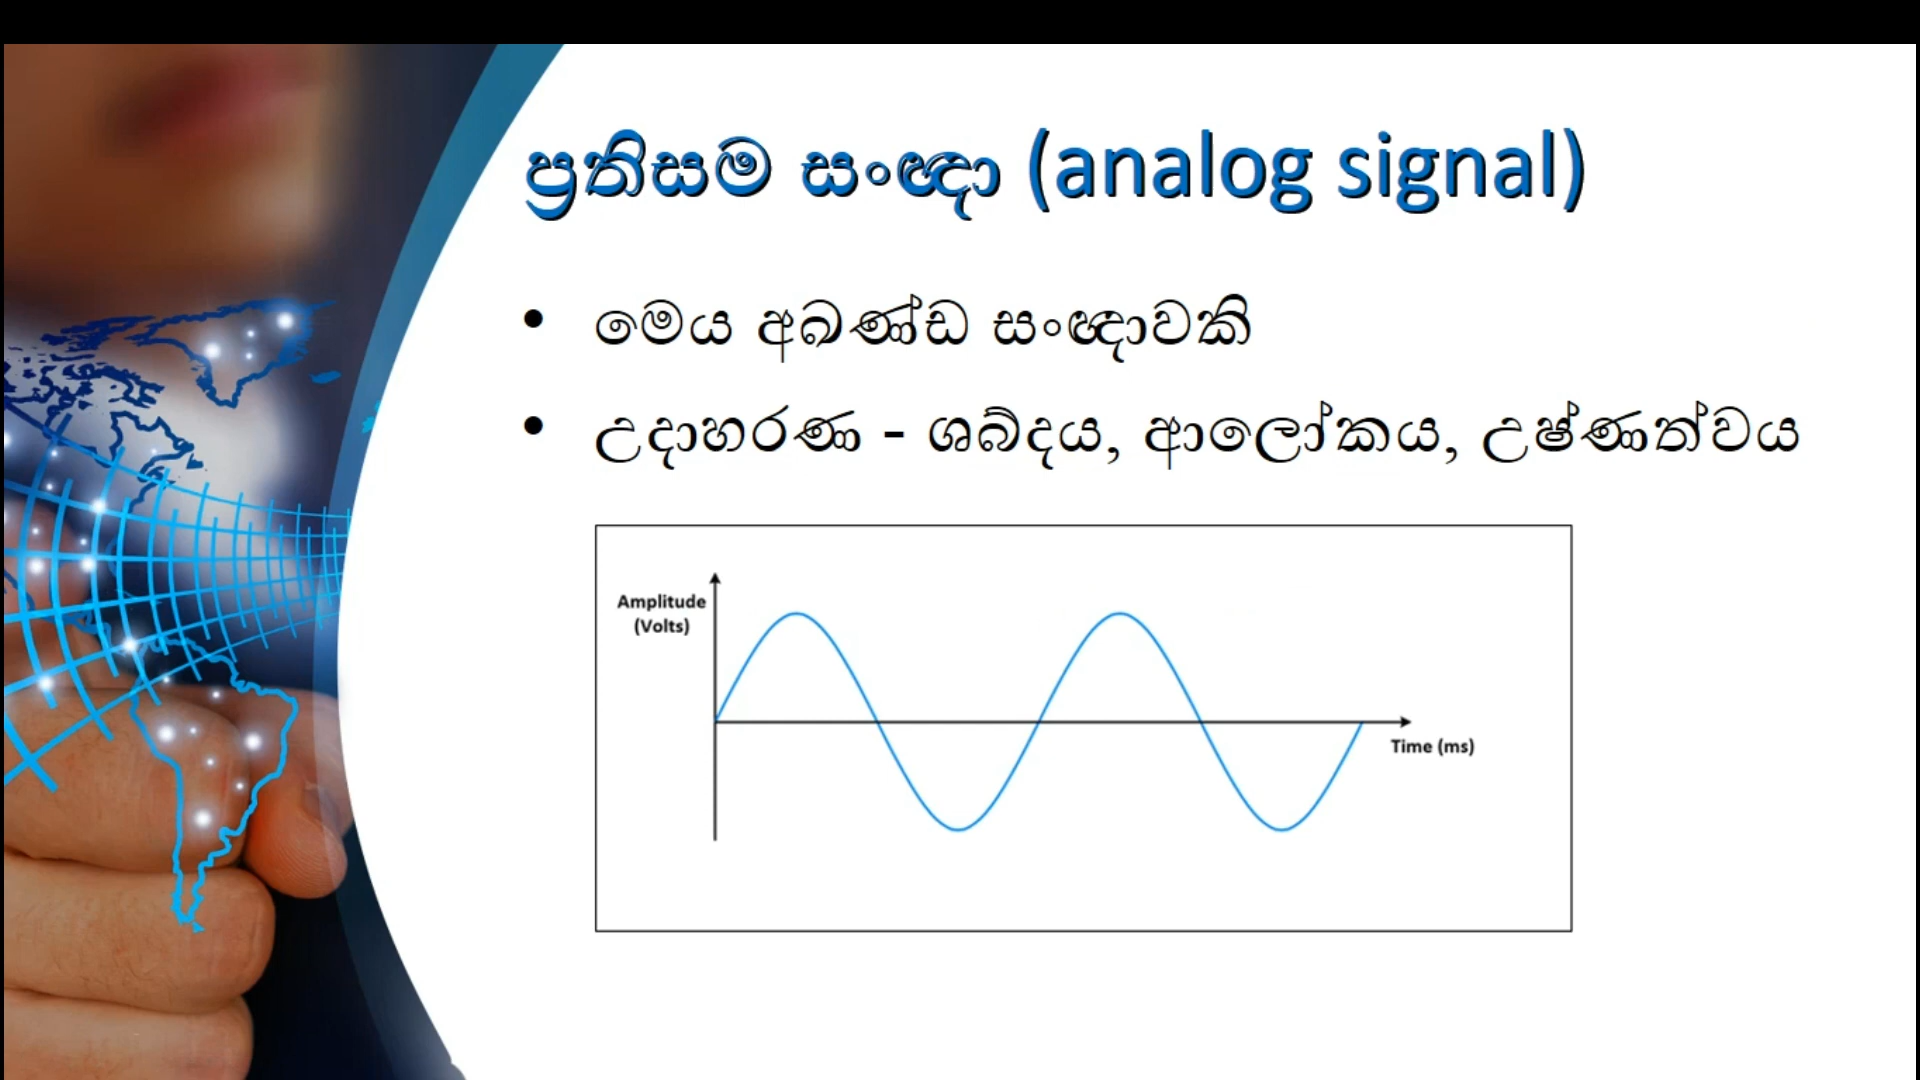 ප්‍රතිසම සංඥා (analog signal)
• මෙය අඛණ්ඩ සංඥාවකි
• උදාහරණ - ශබ්දය, ආලෝකය, උෂ්ණත්වය
Amplitude
(Volts)
Time (ms)